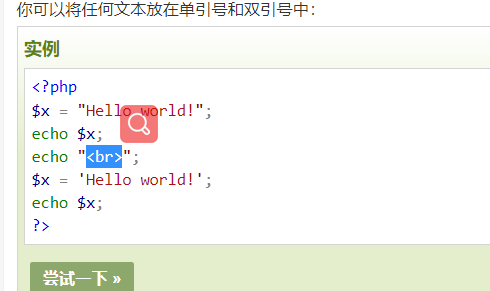 你可以将任何文本放在单引号和双引号中：
实例
<?php
$x = "Hello world!";
echo $x;
echo "<br>";
$x = 'Hello world!';
echo $x;
?>
尝试一下 »